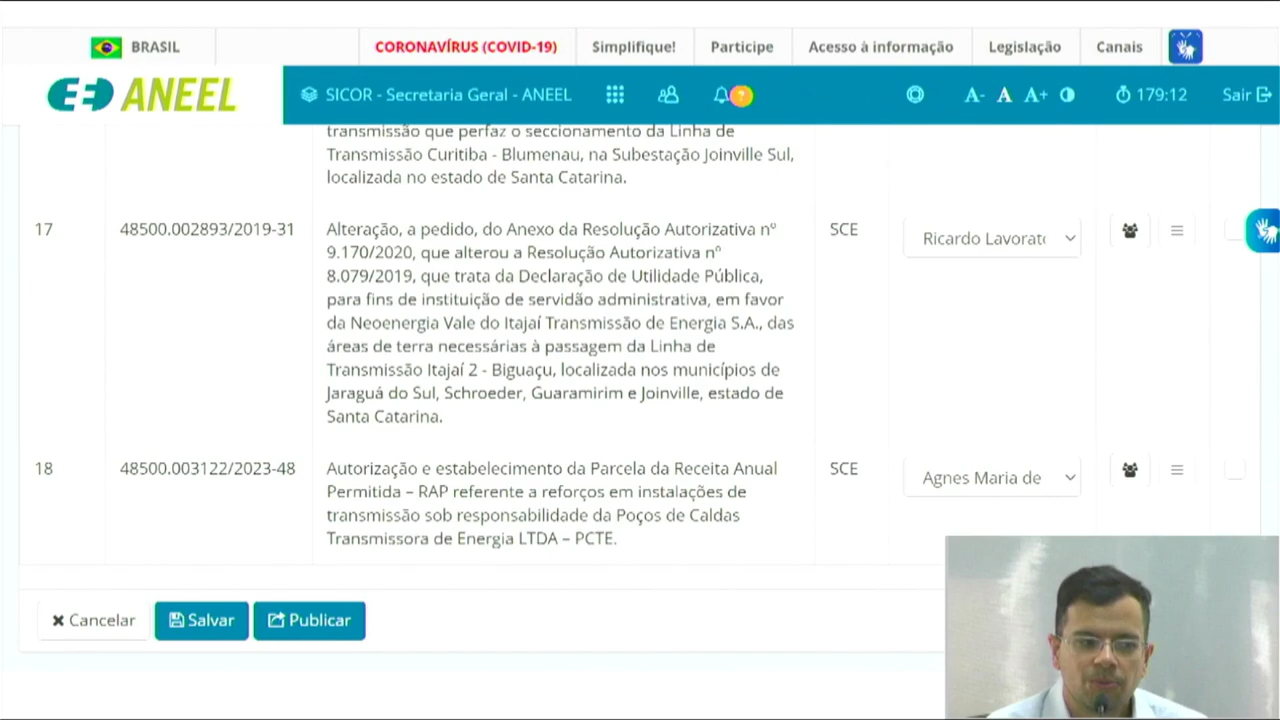 BRASIL
CORONAVÍRUS (COVID-19)
Simplifique!
Participe
Acesso à informação
Legislação
Canais
ANEEL
SICOR - Secretaria Geral - ANEEL
?
A-
A
A+
179:12
Sair
transmissão que perfaz o seccionamento da Linha de
Transmissão Curitiba - Blumenau, na Subestação Joinville Sul,
localizada no estado de Santa Catarina.
17
48500.002893/2019-31
Alteração, a pedido, do Anexo da Resolução Autorizativa nº
9.170/2020, que alterou a Resolução Autorizativa nº
8.079/2019, que trata da Declaração de Utilidade Pública,
para fins de instituição de servidão administrativa, em favor
da Neoenergia Vale do Itajaí Transmissão de Energia S.A., das
áreas de terra necessárias à passagem da Linha de
Transmissão Itajaí 2 - Biguaçu, localizada nos municípios de
Jaraguá do Sul, Schroeder, Guaramirim e Joinville, estado de
Santa Catarina.
SCE
Ricardo Lavorato
18
48500.003122/2023-48
Autorização e estabelecimento da Parcela da Receita Anual
Permitida – RAP referente a reforços em instalações de
transmissão sob responsabilidade da Poços de Caldas
Transmissora de Energia LTDA – PCTE.
SCE
Agnes Maria de
Cancelar
Salvar
Publicar